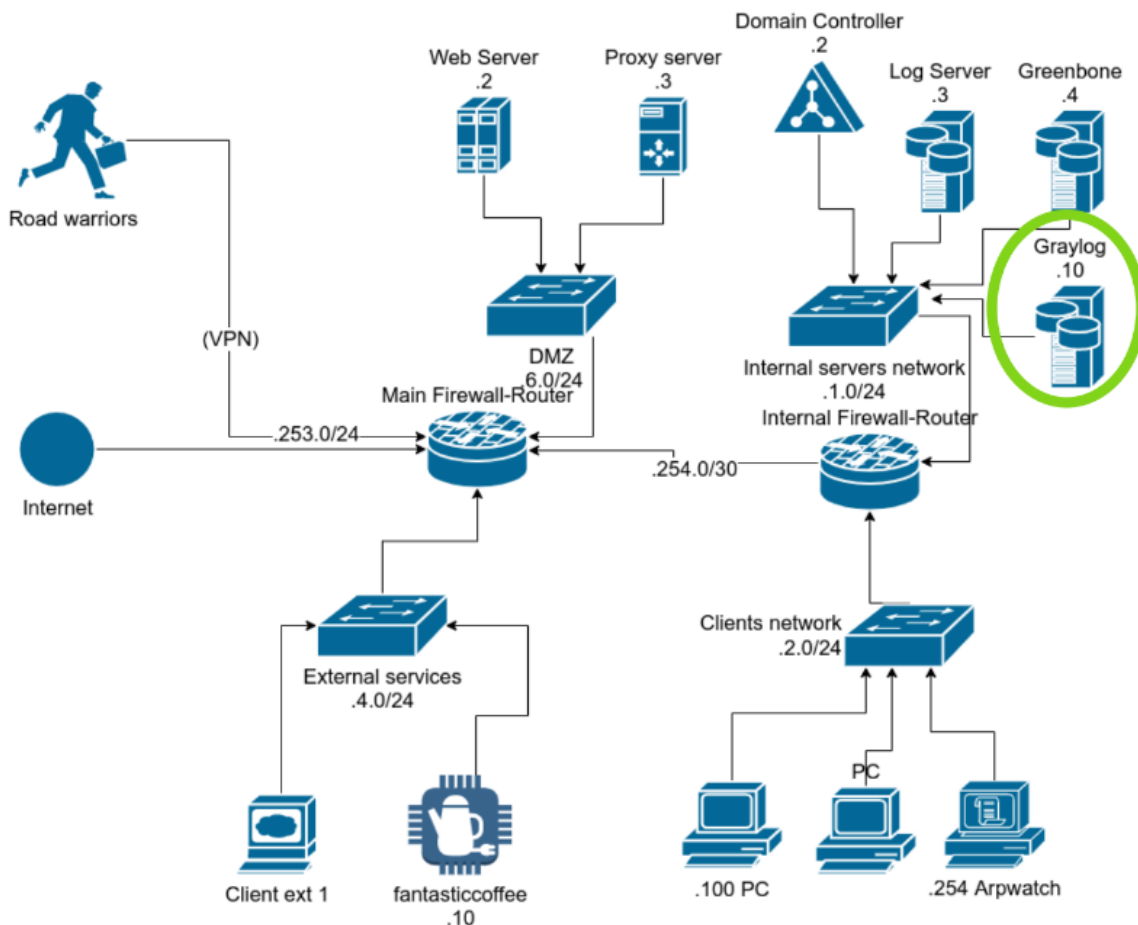 Domain Controller
.2
Web Server
.2
Proxy server
.3
Log Server
.3
Greenbone
.4
Road warriors
Graylog
.10
(VPN)
DMZ
.6.0/24
Internal servers network
.1.0/24
Main Firewall-Router
Internal Firewall-Router
.253.0/24
.254.0/30
Internet
Clients network
.2.0/24
External services
.4.0/24
PC
Client ext 1
fantasticcoffee
.10
.100 PC
.254 Arpwatch